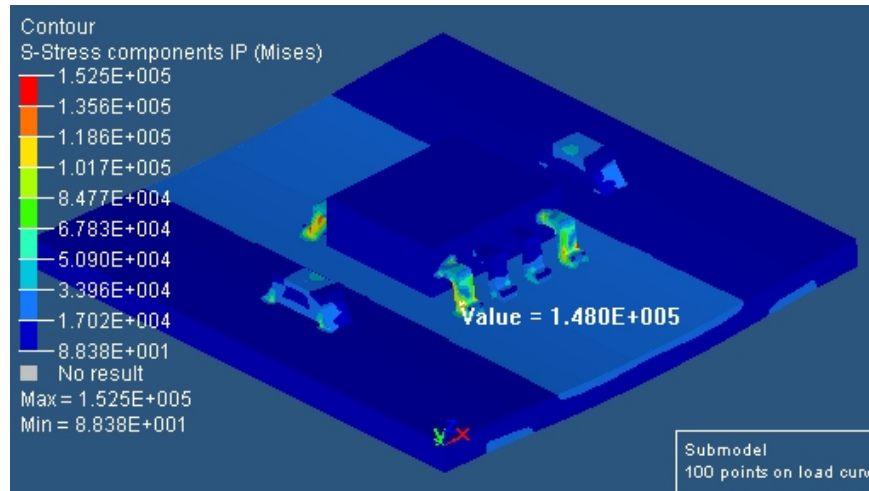 Contour
S-Stress components IP (Mises)
1.525E+005
1.356E+005
1.186E+005
1.017E+005
8.477E+004
6.783E+004
5.090E+004
3.396E+004
1.702E+004
8.838E+001
No result
Max = 1.525E+005
Min = 8.838E+001
Value = 1.480E+005
Y X
Submodel
100 points on load curv